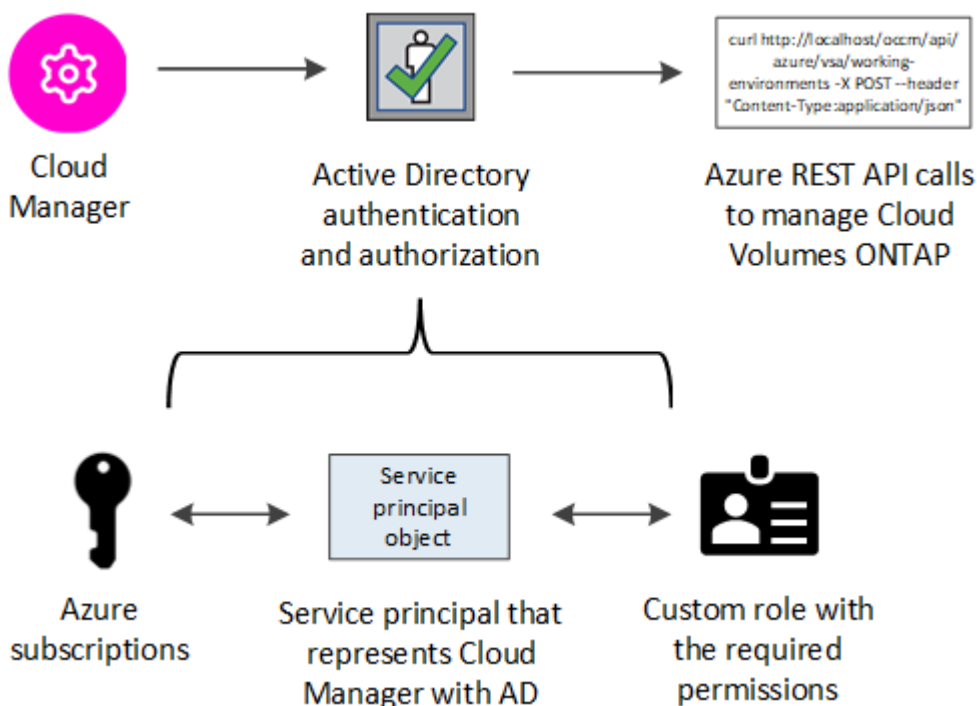 curl http://localhost/occm/api/
azure/vsa/working-
environments -X POST --header
"Content-Type:application/json"
Cloud
Manager
Active Directory
authentication
and authorization
Azure REST API calls
to manage Cloud
Volumes ONTAP
Service
principal
object
Azure
subscriptions
Service principal that
represents Cloud
Manager with AD
Custom role with
the required
permissions